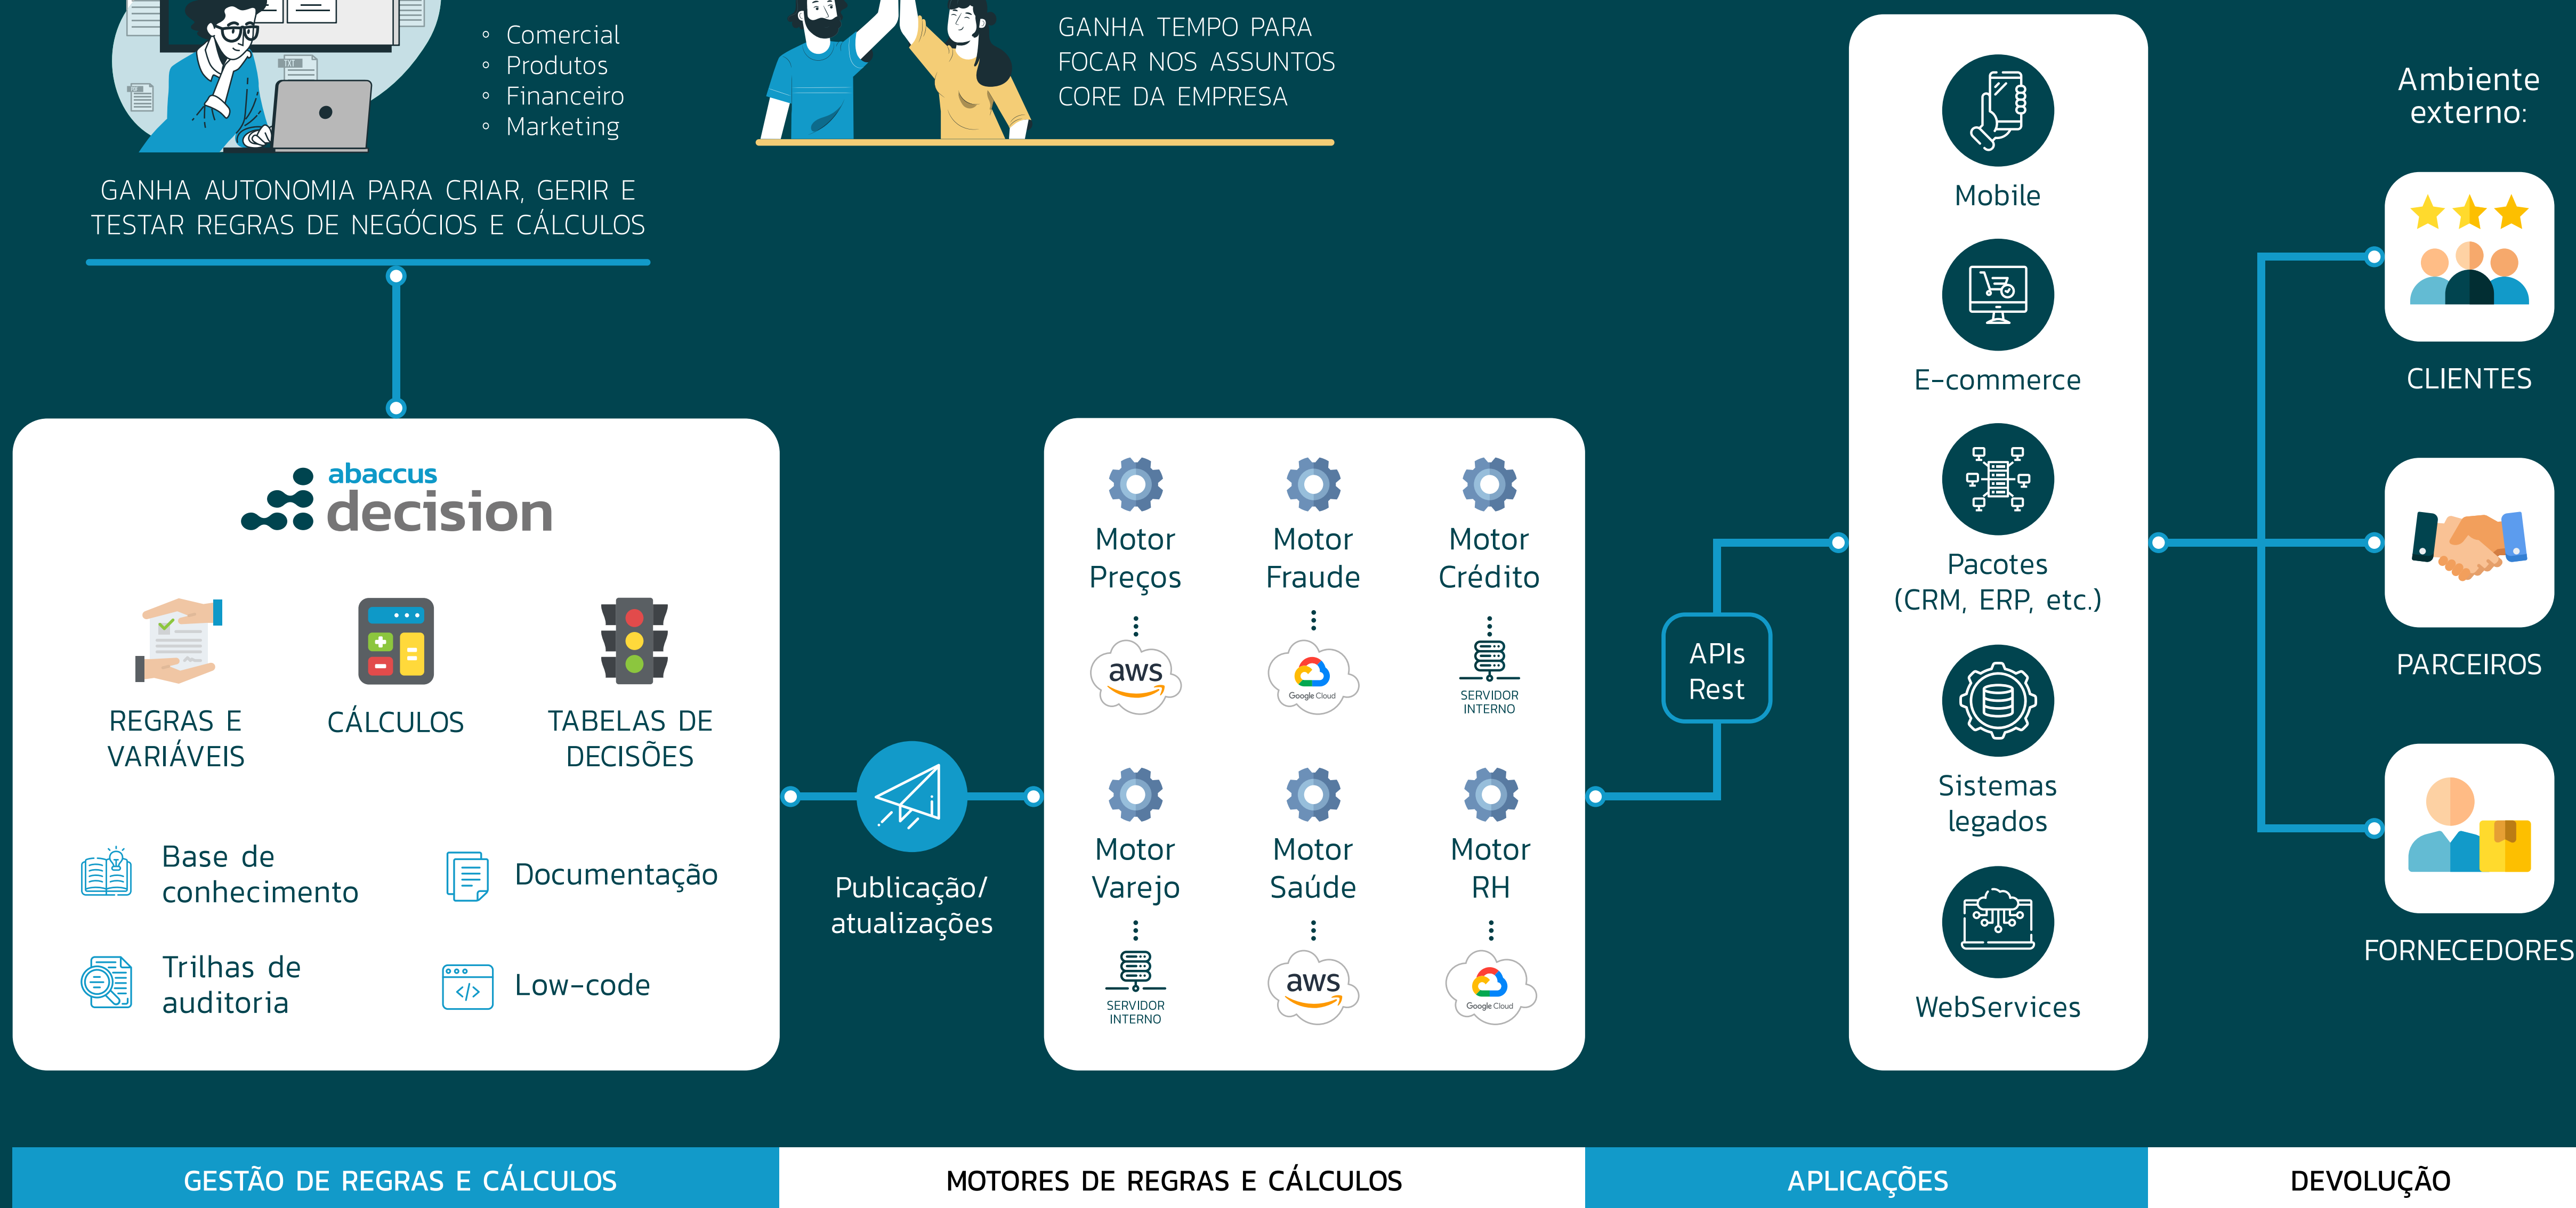 TXT
Comercial
Produtos
Financeiro
Marketing
GANHA AUTONOMIA PARA CRIAR, GERIR E
TESTAR REGRAS DE NEGÓCIOS E CÁLCULOS
GANHA TEMPO PARA
FOCAR NOS ASSUNTOS
CORE DA EMPRESA
abaccus
decision
REGRAS E
VARIÁVEIS
CÁLCULOS
TABELAS DE
DECISÕES
Base de
conhecimento
Documentação
Trilhas de
auditoria
Low-code
Publicação/
atualizações
Motor
Preços
aws
Motor
Fraude
Google Cloud
Motor
Crédito
SERVIDOR
INTERNO
Motor
Varejo
SERVIDOR
INTERNO
Motor
Saúde
aws
Motor
RH
Google Cloud
APIs
Rest
Mobile
E-commerce
Pacotes
(CRM, ERP, etc.)
Sistemas
legados
WebServices
Ambiente
externo:
CLIENTES
PARCEIROS
FORNECEDORES
GESTÃO DE REGRAS E CÁLCULOS
MOTORES DE REGRAS E CÁLCULOS
APLICAÇÕES
DEVOLUÇÃO